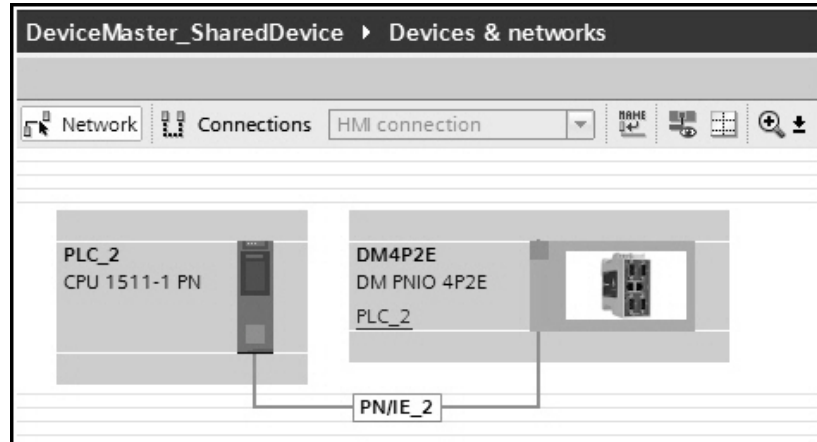 DeviceMaster_SharedDevice ▸ Devices & networks
Network Connections HMI connection NAME
PLC_2
CPU 1511-1 PN
DM4P2E
DM PNIO 4P2E
PLC_2
PN/IE_2